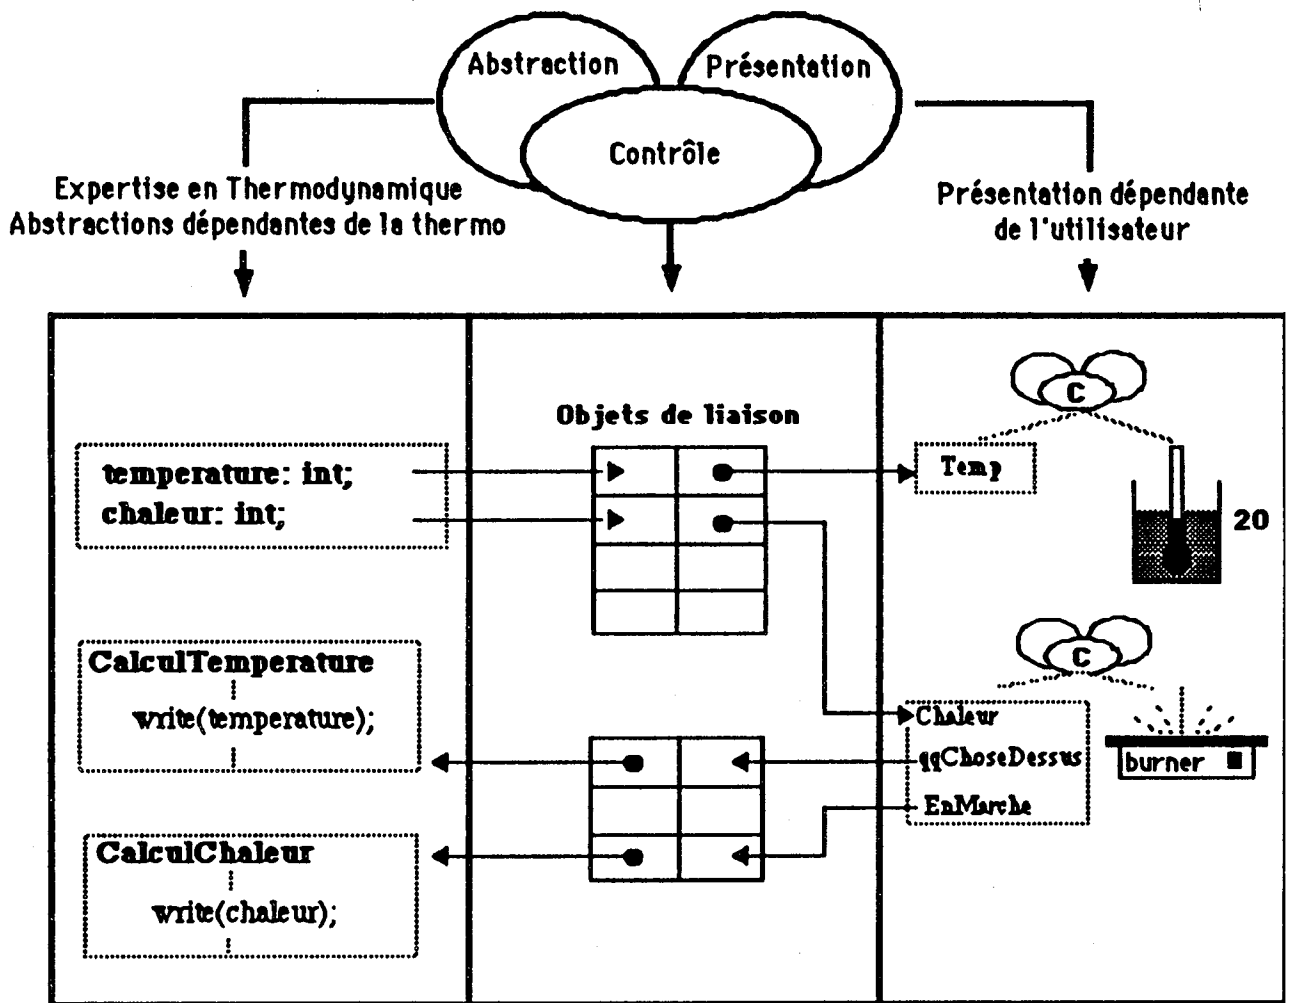 Abstraction
Présentation
Contrôle
Expertise en Thermodynamique
Abstractions dépendantes de la thermo
Présentation dépendante
de l'utilisateur
Objets de liaison
C
temperature: int;
chaleur: int;
Temp
20
CalculTemperature
write(temperature);
C
Chaleur
qqChoseDessus
EnMarche
burner
CalculChaleur
write(chaleur);